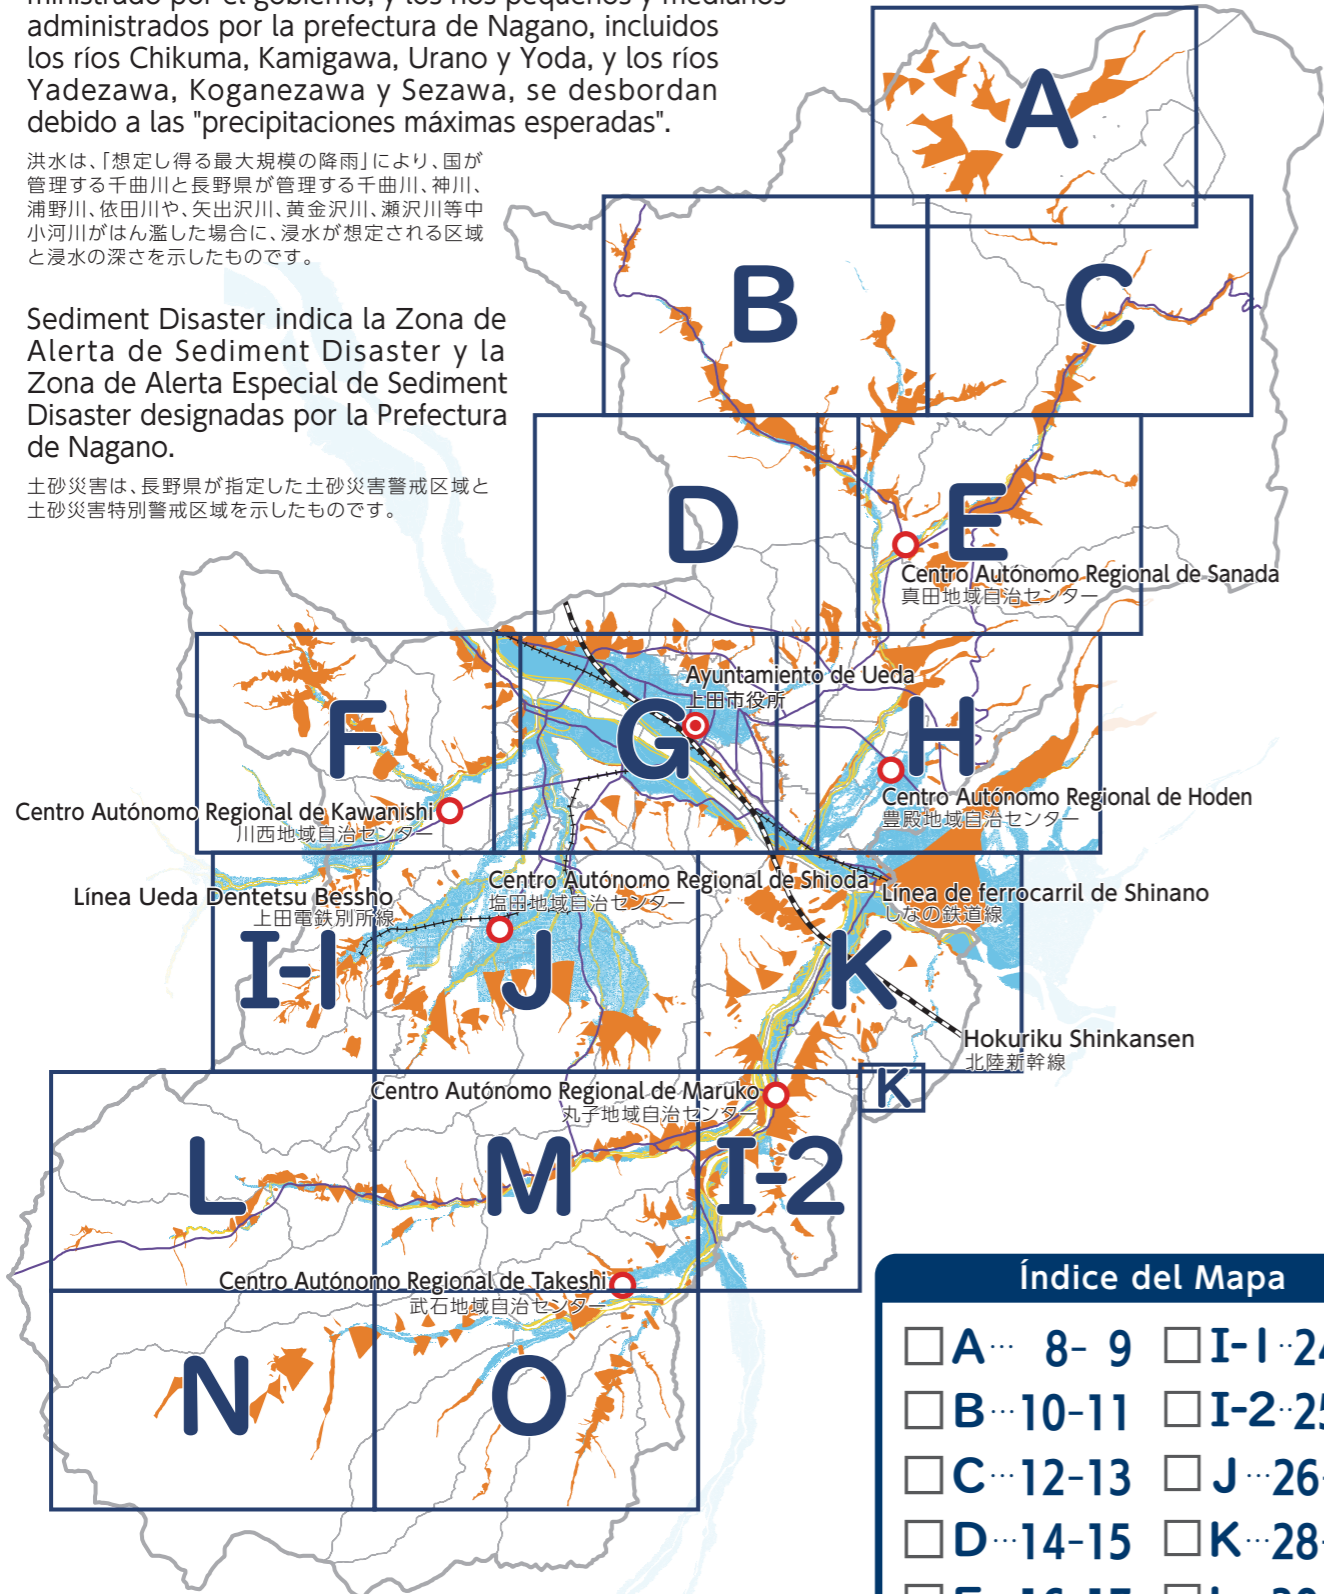 ministrado por el gobierno, y los ríos pequeños y medianos
administrados por la prefectura de Nagano, incluidos
los ríos Chikuma, Kamigawa, Urano y Yoda, y los ríos
Yadezawa, Koganezawa y Sezawa, se desbordan
debido a las "precipitaciones máximas esperadas".
洪水は、「想定し得る最大規模の降雨」により、国が
管理する千曲川と長野県が管理する千曲川、神川、
浦野川、依田川や、矢出沢川、黄金沢川、瀬沢川等中
小河川がはん濫した場合に、浸水が想定される区域
と浸水の深さを示したものです。
Sediment Disaster indica la Zona de
Alerta de Sediment Disaster y la
Zona de Alerta Especial de Sediment
Disaster designadas por la Prefectura
de Nagano.
土砂災害は、長野県が指定した土砂災害警戒区域と
土砂災害特別警戒区域を示したものです。
A
B
C
D
E
Centro Autónomo Regional de Sanada
真田地域自治センター
Ayuntamiento de Ueda
上田市役所
F
G
H
Centro Autónomo Regional de Kawanishi
川西地域自治センター
Centro Autónomo Regional de Hoden
豊殿地域自治センター
Línea Ueda Dentetsu Bessho
上田電鉄別所線
Centro Autónomo Regional de Shioda
塩田地域自治センター
Línea de ferrocarril de Shinano
しなの鉄道線
I-1
J
K
Hokuriku Shinkansen
北陸新幹線
K
Centro Autónomo Regional de Maruko
丸子地域自治センター
L
M
I-2
Centro Autónomo Regional de Takeshi
武石地域自治センター
N
O
Índice del Mapa
A… 8- 9
I-1‥24
B…10-11
I-2‥25
C…12-13
J…26-
D…14-15
K…28-